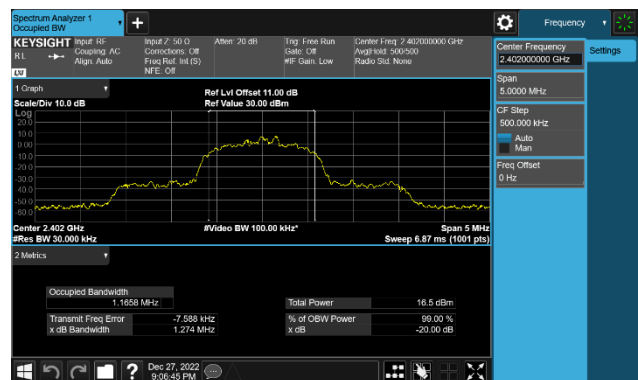 Spectrum Analyzer 1
Occupied BW
Frequency
KEYSIGHT
RL
Input: RF
Coupling: AC
Align: Auto
Input Z: 50 Ω
Corrections: Off
Freq Ref: Int (S)
NFE: Off
Atten: 20 dB
Trig: Free Run
Gate: Off
#IF Gain: Low
Center Freq: 2.402000000 GHz
Avg|Hold: 500/500
Radio Std: None
1 Graph
Scale/Div 10.0 dB
Ref Lvl Offset 11.00 dB
Ref Value 30.00 dBm
Log
20.0
10.0
0.00
-10.0
-20.0
-30.0
-40.0
-50.0
-60.0
Center 2.402 GHz
#Res BW 30.000 kHz
#Video BW 100.00 kHz*
Span 5 MHz
Sweep 6.87 ms (1001 pts)
2 Metrics
Occupied Bandwidth
1.1658 MHz
Total Power 16.5 dBm
Transmit Freq Error -7.588 kHz
% of OBW Power 99.00 %
x dB Bandwidth 1.274 MHz
x dB -20.00 dB
Center Frequency
2.402000000 GHz
Settings
Span
5.0000 MHz
CF Step
500.000 kHz
Auto
Man
Freq Offset
0 Hz
?
Dec 27, 2022
9:06:45 PM